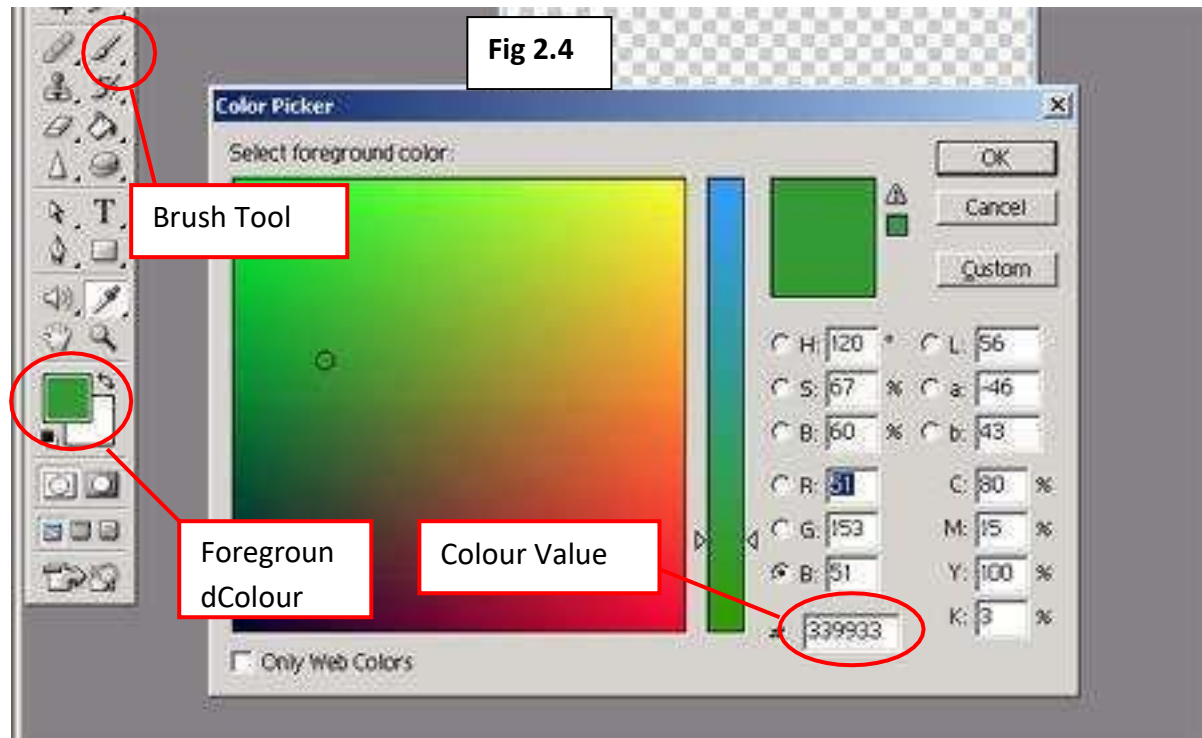 Fig 2.4
Color Picker
Select foreground color:
OK
Cancel
Custom
Brush Tool
T
H: 120 °
S: 67 %
B: 60 %
L: 56
a: -46
b: 43
R: 51
G: 153
B: 51
C: 80 %
M: 15 %
Y: 100 %
K: 3 %
# 339933
Foregroun
dColour
Colour Value
Only Web Colors